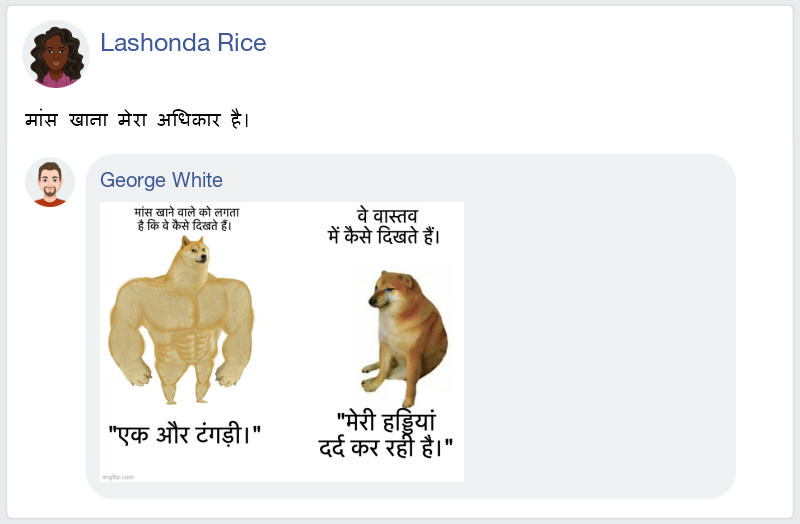 Lashonda Rice
मांस खाना मेरा अधिकार है।
George White
मांस खाने वाले को लगता
है कि वे कैसे दिखते हैं।
वे वास्तव
में कैसे दिखते हैं।
"एक और टंगड़ी।"
"मेरी हड्डियां
दर्द कर रही है।"
imgflip.com